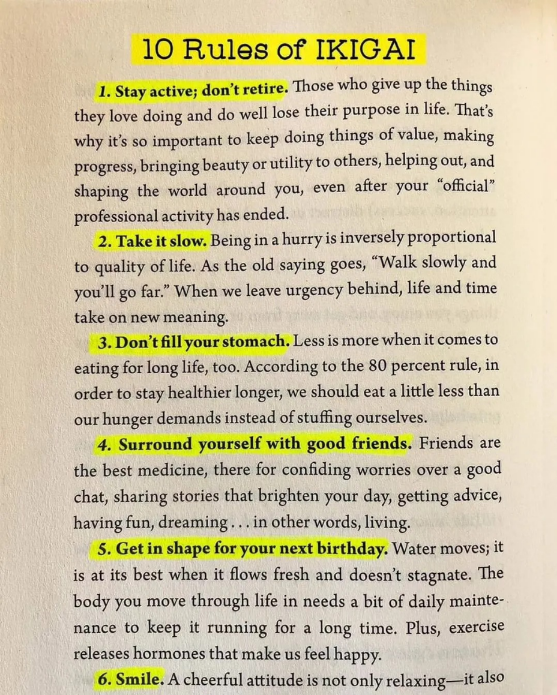 10 Rules of IKIGAI
1. Stay active; don't retire. Those who give up the things
they love doing and do well lose their purpose in life. That's
why it's so important to keep doing things of value, making
progress, bringing beauty or utility to others, helping out, and
shaping the world around you, even after your “official”
professional activity has ended.
2. Take it slow. Being in a hurry is inversely proportional
to quality of life. As the old saying goes, “Walk slowly and
you'll go far.” When we leave urgency behind, life and time
take on new meaning.
3. Don't fill your stomach. Less is more when it comes to
eating for long life, too. According to the 80 percent rule, in
order to stay healthier longer, we should eat a little less than
our hunger demands instead of stuffing ourselves.
4. Surround yourself with good friends. Friends are
the best medicine, there for confiding worries over a good
chat, sharing stories that brighten your day, getting advice,
having fun, dreaming . . . in other words, living.
5. Get in shape for your next birthday. Water moves; it
is at its best when it flows fresh and doesn't stagnate. The
body you move through life in needs a bit of daily mainte-
nance to keep it running for a long time. Plus, exercise
releases hormones that make us feel happy.
6. Smile. A cheerful attitude is not only relaxing—it also